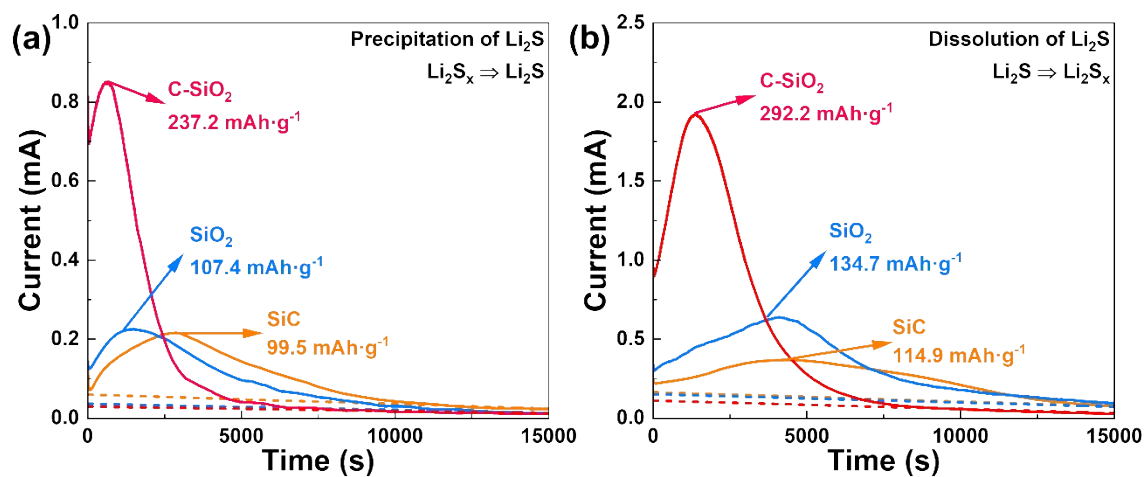 (a)
Precipitation of Li₂S
Li₂Sₓ ⇒ Li₂S
C-SiO₂
237.2 mAh·g⁻¹
SiO₂
107.4 mAh·g⁻¹
SiC
99.5 mAh·g⁻¹
Current (mA)
1.0
0.8
0.6
0.4
0.2
0.0
0
5000
10000
15000
Time (s)
(b)
Dissolution of Li₂S
Li₂S ⇒ Li₂Sₓ
C-SiO₂
292.2 mAh·g⁻¹
SiO₂
134.7 mAh·g⁻¹
SiC
114.9 mAh·g⁻¹
Current (mA)
2.5
2.0
1.5
1.0
0.5
0.0
0
5000
10000
15000
Time (s)